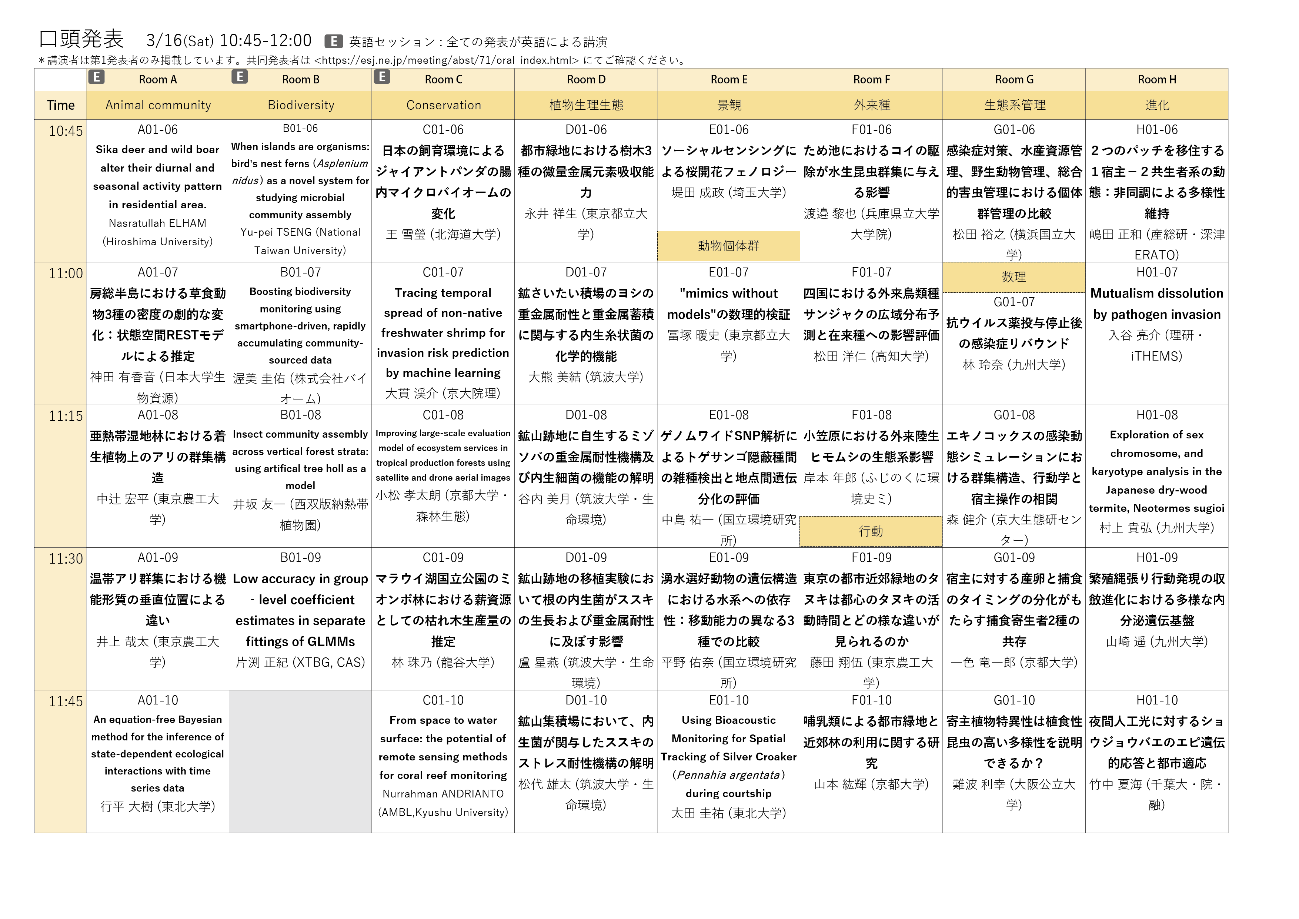 口頭発表 3/16(Sat) 10:45-12:00 E 英語セッション：全ての発表が英語による講演
＊講演者は第1発表者のみ掲載しています。共同発表者は <https://esj.ne.jp/meeting/abst/71/oral_index.html> にてご確認ください。
E Room A E Room B E Room C Room D Room E Room F Room G Room H
Time Animal community Biodiversity Conservation 植物生理生態 景観 外来種 生態系管理 進化
10:45
A01-06
Sika deer and wild boar
alter their diurnal and
seasonal activity pattern
in residential area.
Nasratullah ELHAM
(Hiroshima University)
B01-06
When islands are organisms:
bird's nest ferns (Asplenium
nidus) as a novel system for
studying microbial
community assembly
Yu-pei TSENG (National
Taiwan University)
C01-06
日本の飼育環境による
ジャイアントパンダの腸
内マイクロバイオームの
変化
王 雪瑩 (北海道大学)
D01-06
都市緑地における樹木3
種の微量金属元素吸収能
力
永井 祥生 (東京都立大
学)
E01-06
ソーシャルセンシングに
よる桜開花フェノロジー
堤田 成政 (埼玉大学)
動物個体群
F01-06
ため池におけるコイの駆
除が水生昆虫群集に与え
る影響
渡邉 黎也 (兵庫県立大学
大学院)
G01-06
感染症対策、水産資源管
理、野生動物管理、総合
的害虫管理における個体
群管理の比較
松田 裕之 (横浜国立大
学)
H01-06
２つのパッチを移住する
１宿主－２共生者系の動
態：非同調による多様性
維持
嶋田 正和 (産総研・深津
ERATO)
11:00
A01-07
房総半島における草食動
物3種の密度の劇的な変
化：状態空間RESTモデ
ルによる推定
神田 有香音 (日本大学生
物資源)
B01-07
Boosting biodiversity
monitoring using
smartphone-driven, rapidly
accumulating community-
sourced data
渥美 圭佑 (株式会社バイ
オーム)
C01-07
Tracing temporal
spread of non-native
freshwater shrimp for
invasion risk prediction
by machine learning
大貫 渓介 (京大院理)
D01-07
鉱さいたい積場のヨシの
重金属耐性と重金属蓄積
に関与する内生糸状菌の
化学的機能
大熊 美結 (筑波大学)
E01-07
"mimics without
models"の数理的検証
冨塚 暖史 (東京都立大
学)
F01-07
四国における外来鳥類種
サンジャクの広域分布予
測と在来種への影響評価
松田 洋仁 (高知大学)
数理
G01-07
抗ウイルス薬投与停止後
の感染症リバウンド
林 玲奈 (九州大学)
H01-07
Mutualism dissolution
by pathogen invasion
入谷 亮介 (理研・
iTHEMS)
11:15
A01-08
亜熱帯湿地林における着
生植物上のアリの群集構
造
中辻 宏平 (東京農工大
学)
B01-08
Insect community assembly
across vertical forest strata:
using artifical tree holl as a
model
井坂 友一 (西双版納熱帯
植物園)
C01-08
Improving large-scale evaluation
model of ecosystem services in
tropical production forests using
satellite and drone aerial images
小松 孝太朗 (京都大学・
森林生態)
D01-08
鉱山跡地に自生するミゾ
ソバの重金属耐性機構及
び内生細菌の機能の解明
谷内 美月 (筑波大学・生
命環境)
E01-08
ゲノムワイドSNP解析に
よるトゲサンゴ隠蔽種間
の雑種検出と地点間遺伝
分化の評価
中島 祐一 (国立環境研究
所)
F01-08
小笠原における外来陸生
ヒモムシの生態系影響
岸本 年郎 (ふじのくに環
境史ミ)
行動
G01-08
エキノコックスの感染動
態シミュレーションにお
ける群集構造、行動学と
宿主操作の相関
森 健介 (京大生態研セン
ター)
H01-08
Exploration of sex
chromosome, and
karyotype analysis in the
Japanese dry-wood
termite, Neotermes sugioi
村上 貴弘 (九州大学)
11:30
A01-09
温帯アリ群集における機
能形質の垂直位置による
違い
井上 哉太 (東京農工大
学)
B01-09
Low accuracy in group
- level coefficient
estimates in separate
fittings of GLMMs
片渕 正紀 (XTBG, CAS)
C01-09
マラウイ湖国立公園のミ
オンボ林における薪資源
としての枯れ木生産量の
推定
林 珠乃 (龍谷大学)
D01-09
鉱山跡地の移植実験にお
いて根の内生菌がススキ
の生長および重金属耐性
に及ぼす影響
盧 星燕 (筑波大学・生命
環境)
E01-09
湧水選好動物の遺伝構造
における水系への依存
性：移動能力の異なる3
種での比較
平野 佑奈 (国立環境研究
所)
F01-09
東京の都市近郊緑地のタ
ヌキは都心のタヌキの活
動時間とどの様な違いが
見られるのか
藤田 翔伍 (東京農工大
学)
G01-09
宿主に対する産卵と捕食
のタイミングの分化がも
たらす捕食寄生者2種の
共存
一色 竜一郎 (京都大学)
H01-09
繁殖縄張り行動発現の収
斂進化における多様な内
分泌遺伝基盤
山﨑 遥 (九州大学)
11:45
A01-10
An equation-free Bayesian
method for the inference of
state-dependent ecological
interactions with time
series data
行平 大樹 (東北大学)
C01-10
From space to water
surface: the potential of
remote sensing methods
for coral reef monitoring
Nurrahman ANDRIANTO
(AMBL,Kyushu University)
D01-10
鉱山集積場において、内
生菌が関与したススキの
ストレス耐性機構の解明
松代 雄太 (筑波大学・生
命環境)
E01-10
Using Bioacoustic
Monitoring for Spatial
Tracking of Silver Croaker
(Pennahia argentata)
during courtship
太田 圭祐 (東北大学)
F01-10
哺乳類による都市緑地と
近郊林の利用に関する研
究
山本 紘輝 (京都大学)
G01-10
寄主植物特異性は植食性
昆虫の高い多様性を説明
できるか？
難波 利幸 (大阪公立大
学)
H01-10
夜間人工光に対するショ
ウジョウバエのエピ遺伝
的応答と都市適応
竹中 夏海 (千葉大・院・
融)